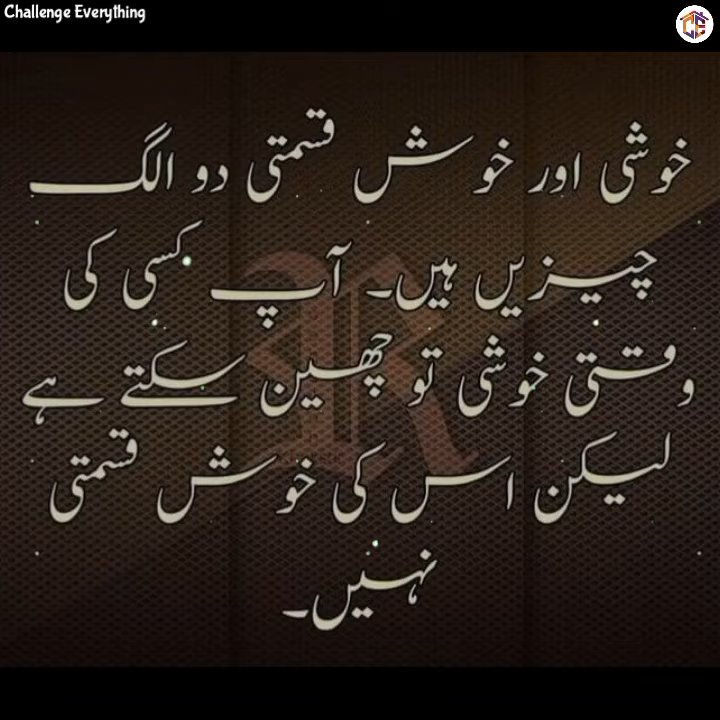 Challenge Everything
خوشی اور خوش قسمتی دو الگ
چیزیں ہیں۔ آپ کسی کی
وقتی خوشی تو چھین سکتے ہے
لیکن اس کی خوش قسمتی
نہیں۔